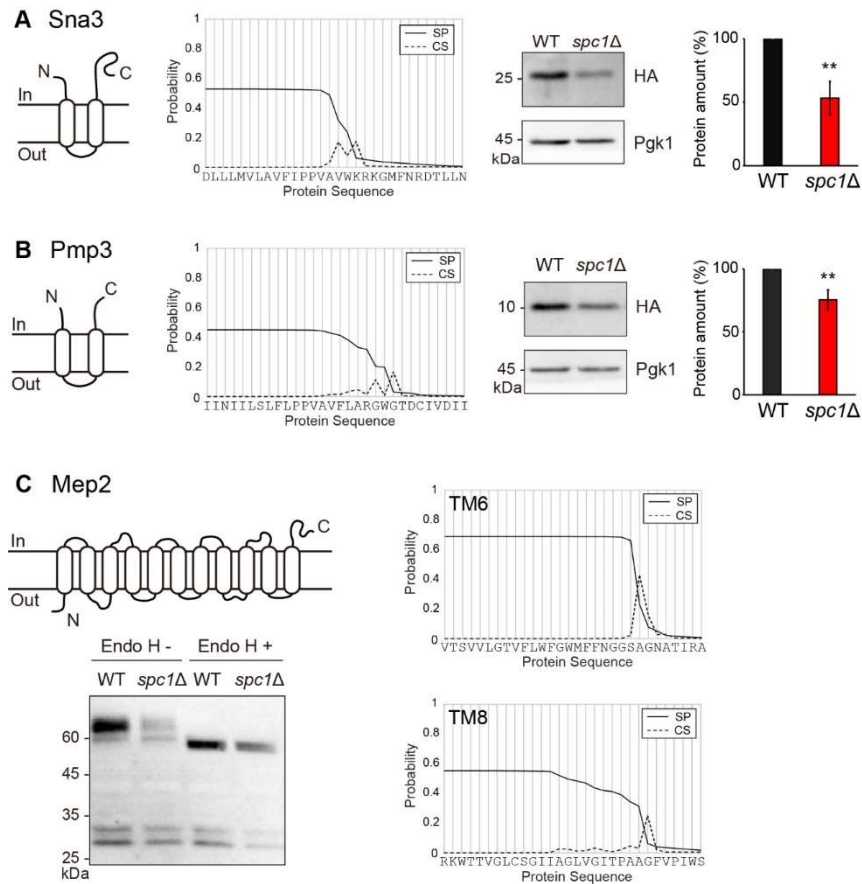 A Sna3
N
C
In
Out
1
0.8
0.6
0.4
0.2
0
Probability
SP
CS
DLLLMVLAVFIPPVAVWKRKGMFNRDTLLN
Protein Sequence
WT spc1Δ
25
HA
45
kDa
Pgk1
Protein amount (%)
100
50
0
**
WT spc1Δ
B Pmp3
N
C
In
Out
1
0.8
0.6
0.4
0.2
0
Probability
SP
CS
IINIILSLFLPPVAVFLARGWGTDCIVDII
Protein Sequence
WT spc1Δ
10
HA
45
kDa
Pgk1
Protein amount (%)
100
50
0
**
WT spc1Δ
C Mep2
C
In
Out
N
Endo H - Endo H +
WT spc1Δ WT spc1Δ
60
45
35
25
kDa
TM6
1
0.8
0.6
0.4
0.2
0
Probability
SP
CS
VTSVVLGTVFLWFGWMFFNGGSAGNATIRA
Protein Sequence
TM8
1
0.8
0.6
0.4
0.2
0
Probability
SP
CS
RKWTTVGLCSGIIAGLVGITPAAGFVPIWS
Protein Sequence